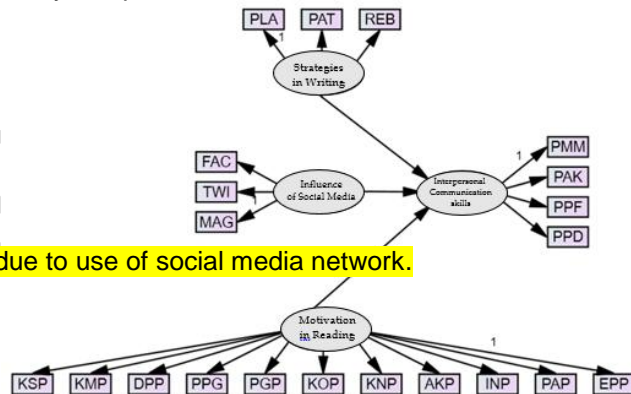 PLA PAT REB
1
Strategies
in Writing
FAC
TWI
MAG
1
Influence
of Social Media
Interpersonal
Communication
skills
1
PMM
PAK
PPF
PPD
due to use of social media network.
Motivation
in Reading
1
KSP KMP DPP PPG PGP KOP KNP AKP INP PAP EPP